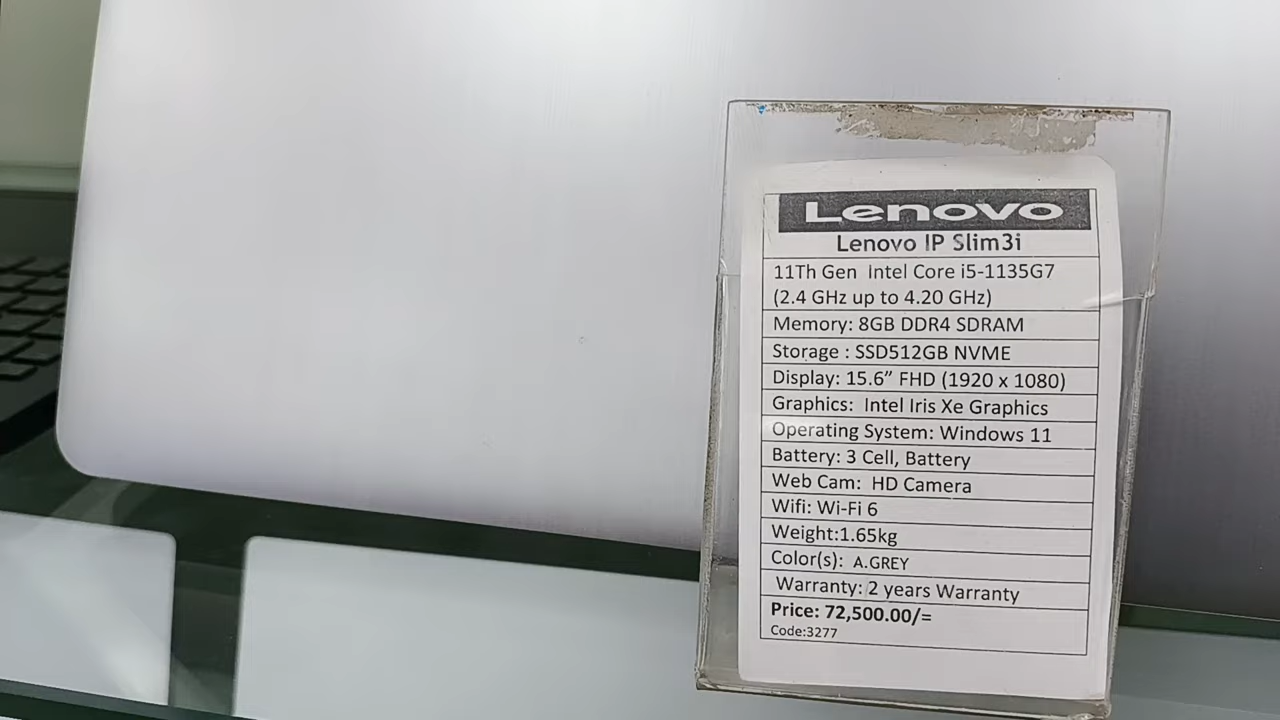 Lenovo
Lenovo IP Slim3i
11Th Gen Intel Core i5-1135G7
(2.4 GHz up to 4.20 GHz)
Memory: 8GB DDR4 SDRAM
Storage : SSD512GB NVME
Display: 15.6” FHD (1920 x 1080)
Graphics: Intel Iris Xe Graphics
Operating System: Windows 11
Battery: 3 Cell, Battery
Web Cam: HD Camera
Wifi: Wi-Fi 6
Weight:1.65kg
Color(s): A.GREY
Warranty: 2 years Warranty
Price: 72,500.00/=
Code:3277